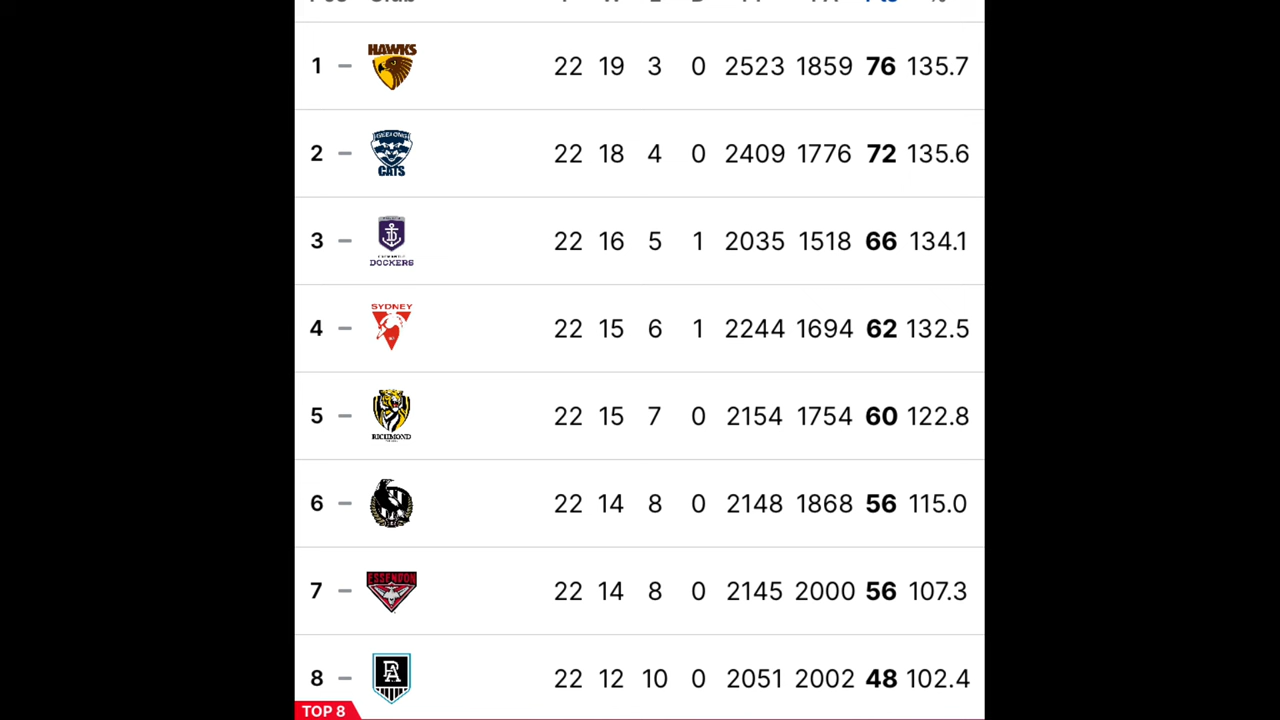 1 – HAWKS 22 19 3 0 2523 1859 76 135.7
2 – GEELONG CATS 22 18 4 0 2409 1776 72 135.6
3 – DOCKERS 22 16 5 1 2035 1518 66 134.1
4 – SYDNEY 22 15 6 1 2244 1694 62 132.5
5 – RICHMOND 22 15 7 0 2154 1754 60 122.8
6 – 22 14 8 0 2148 1868 56 115.0
7 – ESSENDON 22 14 8 0 2145 2000 56 107.3
8 – PA 22 12 10 0 2051 2002 48 102.4
TOP 8